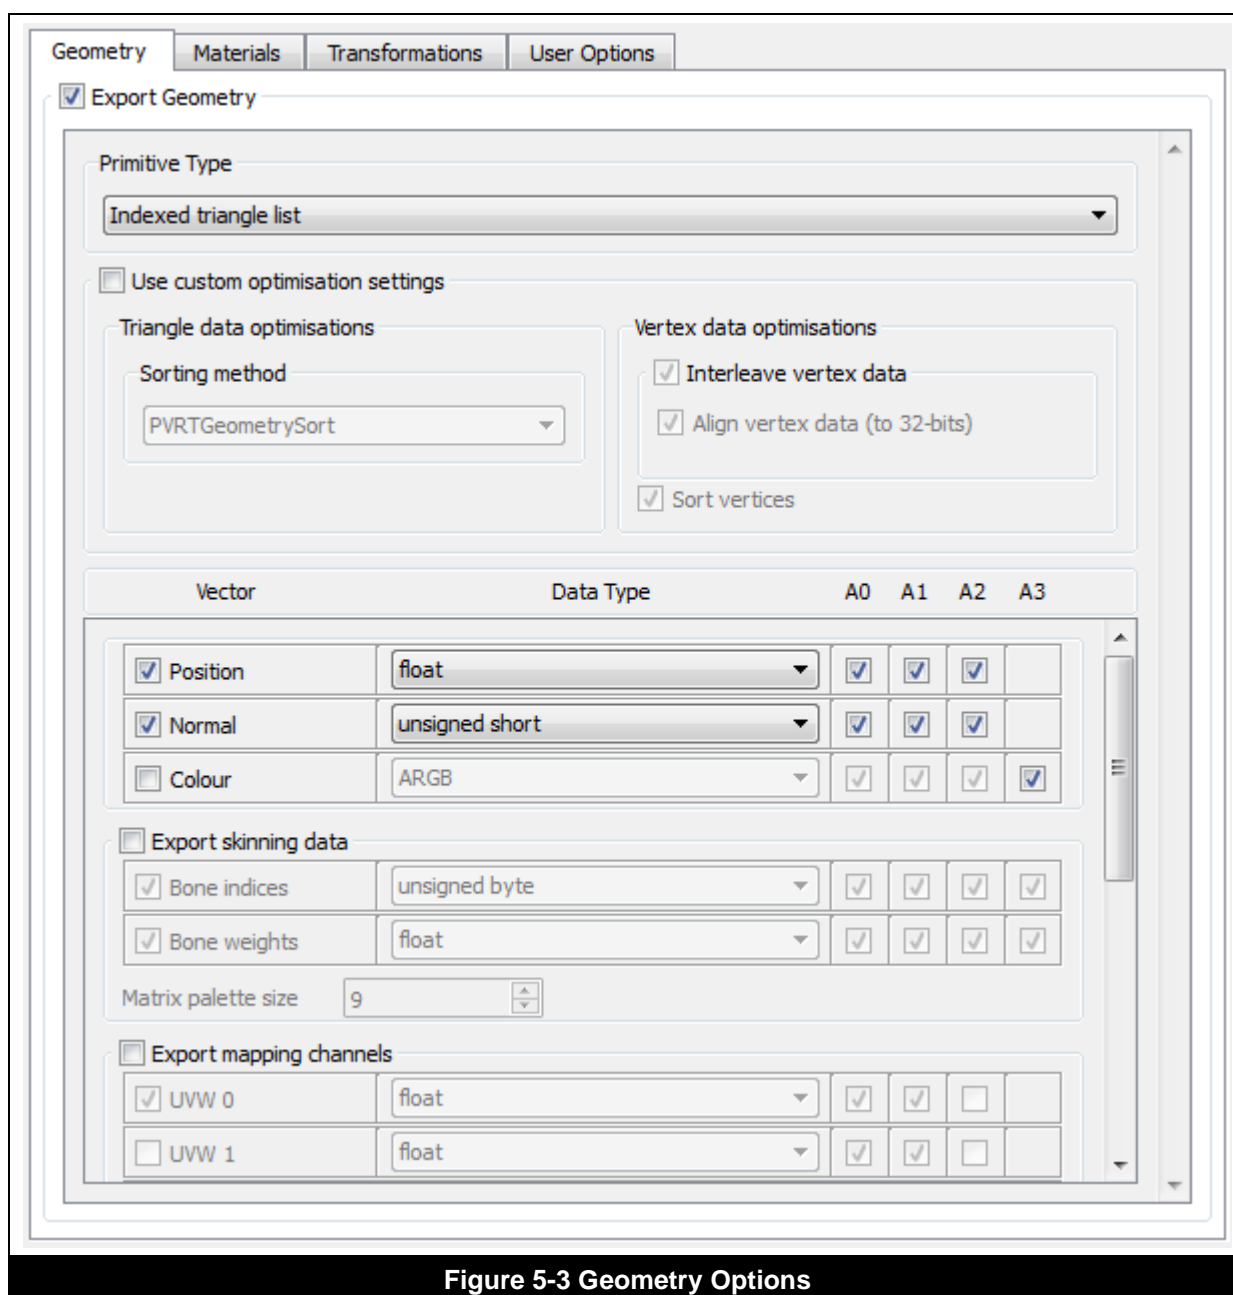 Geometry Materials Transformations User Options
Export Geometry
Primitive Type
Indexed triangle list
Use custom optimisation settings
Triangle data optimisations
Sorting method
PVRTGeometrySort
Vertex data optimisations
Interleave vertex data
Align vertex data (to 32-bits)
Sort vertices
Vector Data Type A0 A1 A2 A3
Position float
Normal unsigned short
Colour ARGB
Export skinning data
Bone indices unsigned byte
Bone weights float
Matrix palette size 9
Export mapping channels
UVW 0 float
UVW 1 float
Figure 5-3 Geometry Options